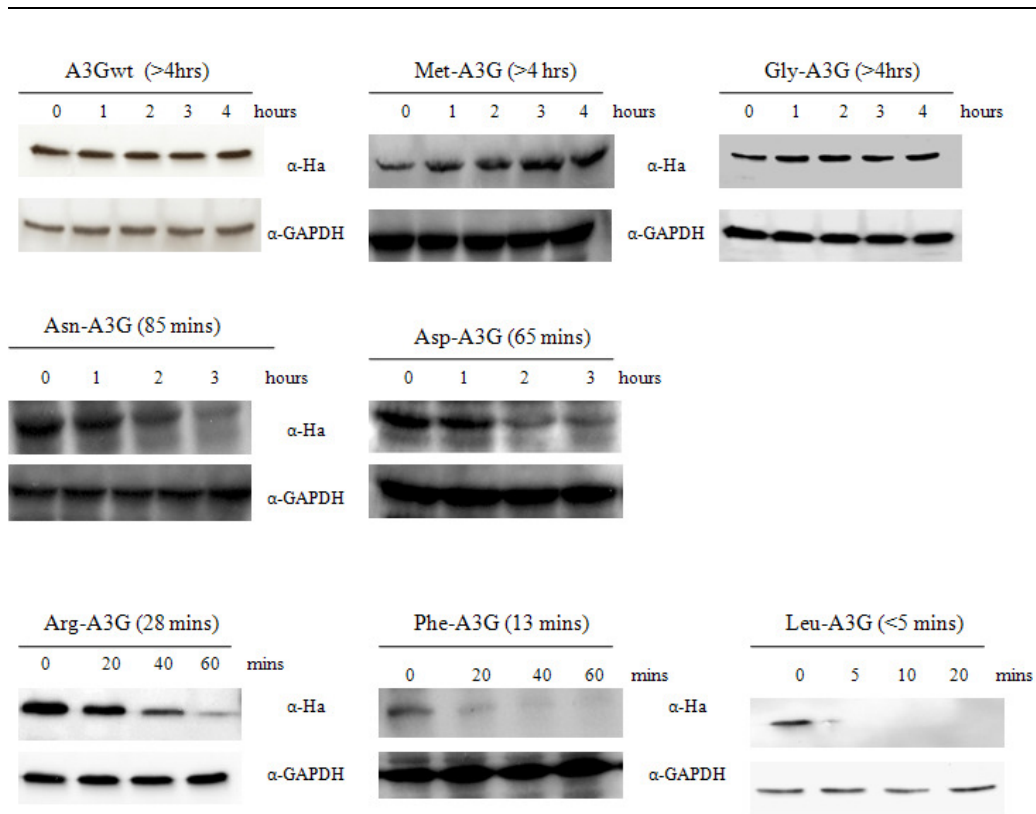 A3Gwt (>4hrs) Met-A3G (>4 hrs) Gly-A3G (>4hrs)
0 1 2 3 4 hours 0 1 2 3 4 hours 0 1 2 3 4
α-Ha α-Ha
α-GAPDH α-GAPDH
Asn-A3G (85 mins) Asp-A3G (65 mins)
0 1 2 3 hours 0 1 2 3 hours
α-Ha
α-GAPDH
Arg-A3G (28 mins) Phe-A3G (13 mins) Leu-A3G (<5 mins)
0 20 40 60 mins 0 20 40 60 mins 0 5 10 20 mins
α-Ha α-Ha
α-GAPDH α-GAPDH